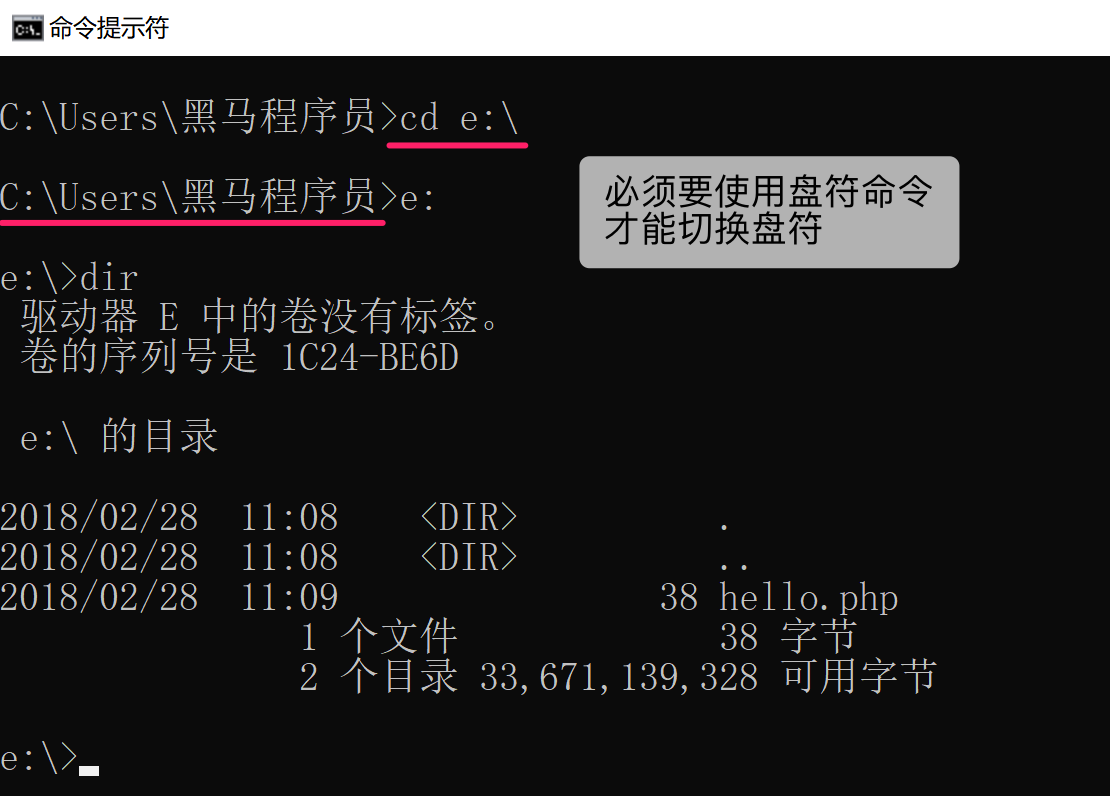 命令提示符
C:\Users\黑马程序员>cd e:\
C:\Users\黑马程序员>e:
必须要使用盘符命令
才能切换盘符
e:\>dir
驱动器 E 中的卷没有标签。
卷的序列号是 1C24-BE6D
e:\ 的目录
2018/02/28  11:08    <DIR>          .
2018/02/28  11:08    <DIR>          ..
2018/02/28  11:09                38 hello.php
1 个文件             38 字节
2 个目录 33,671,139,328 可用字节
e:\>